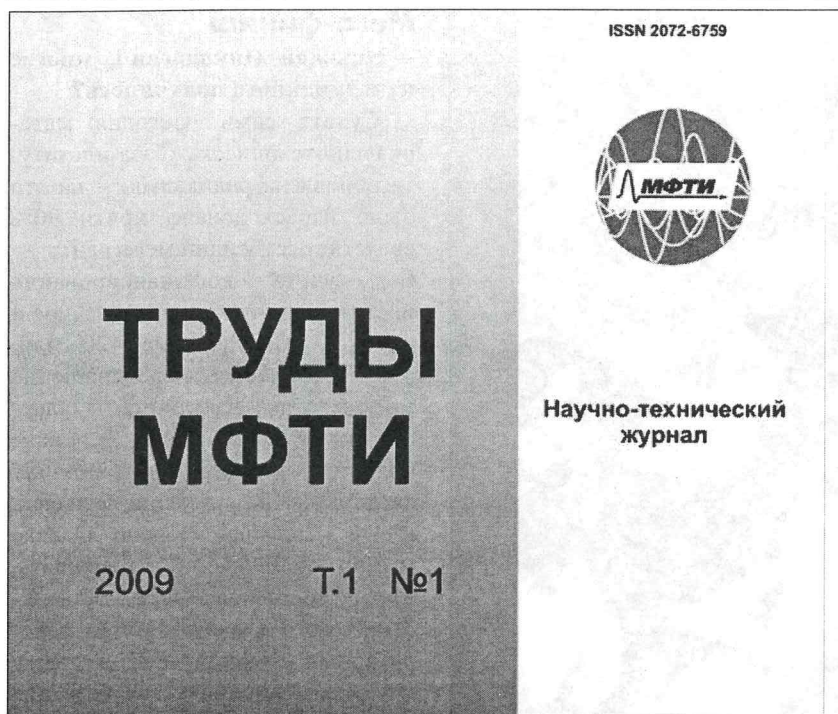 ISSN 2072-6759
МФТИ
ТРУДЫ
МФТИ
Научно-технический
журнал
2009 Т.1 №1